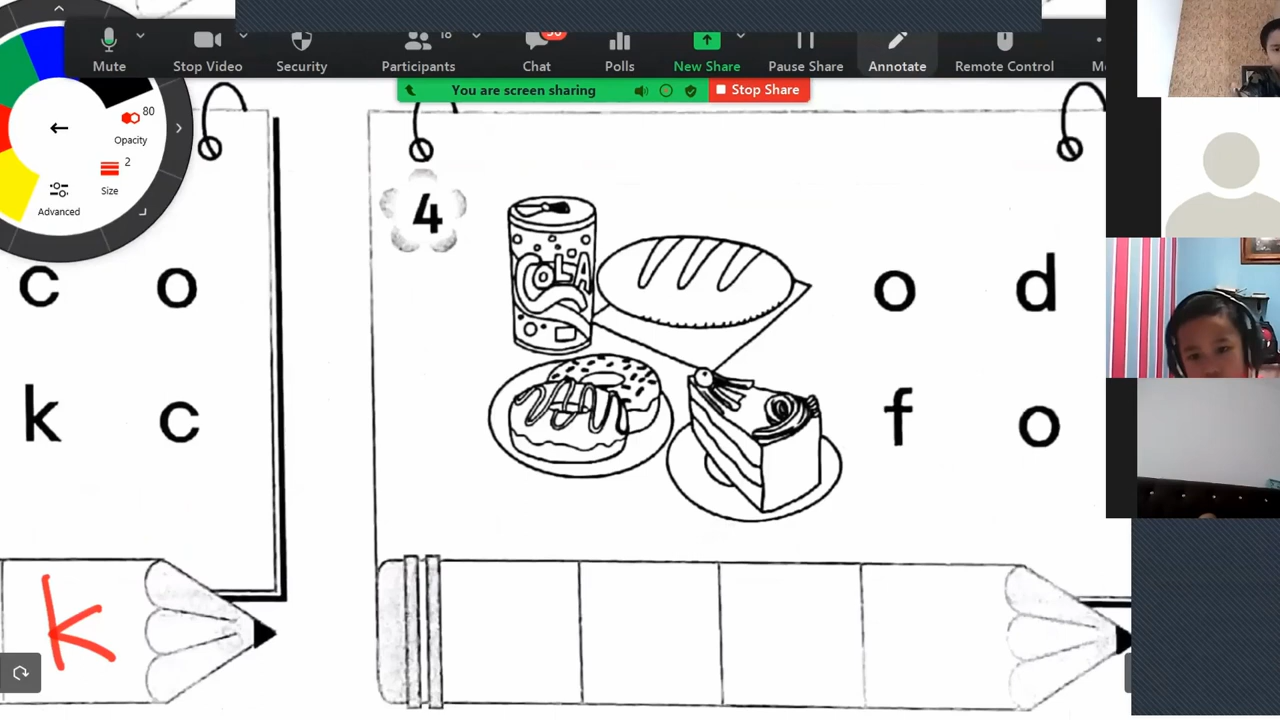 18
Mute Stop Video Security Participants Chat Polls New Share Pause Share Annotate Remote Control
You are screen sharing Stop Share
80
Opacity
2
Size
Advanced
c o
k c
k
4
COLA
o d
f o